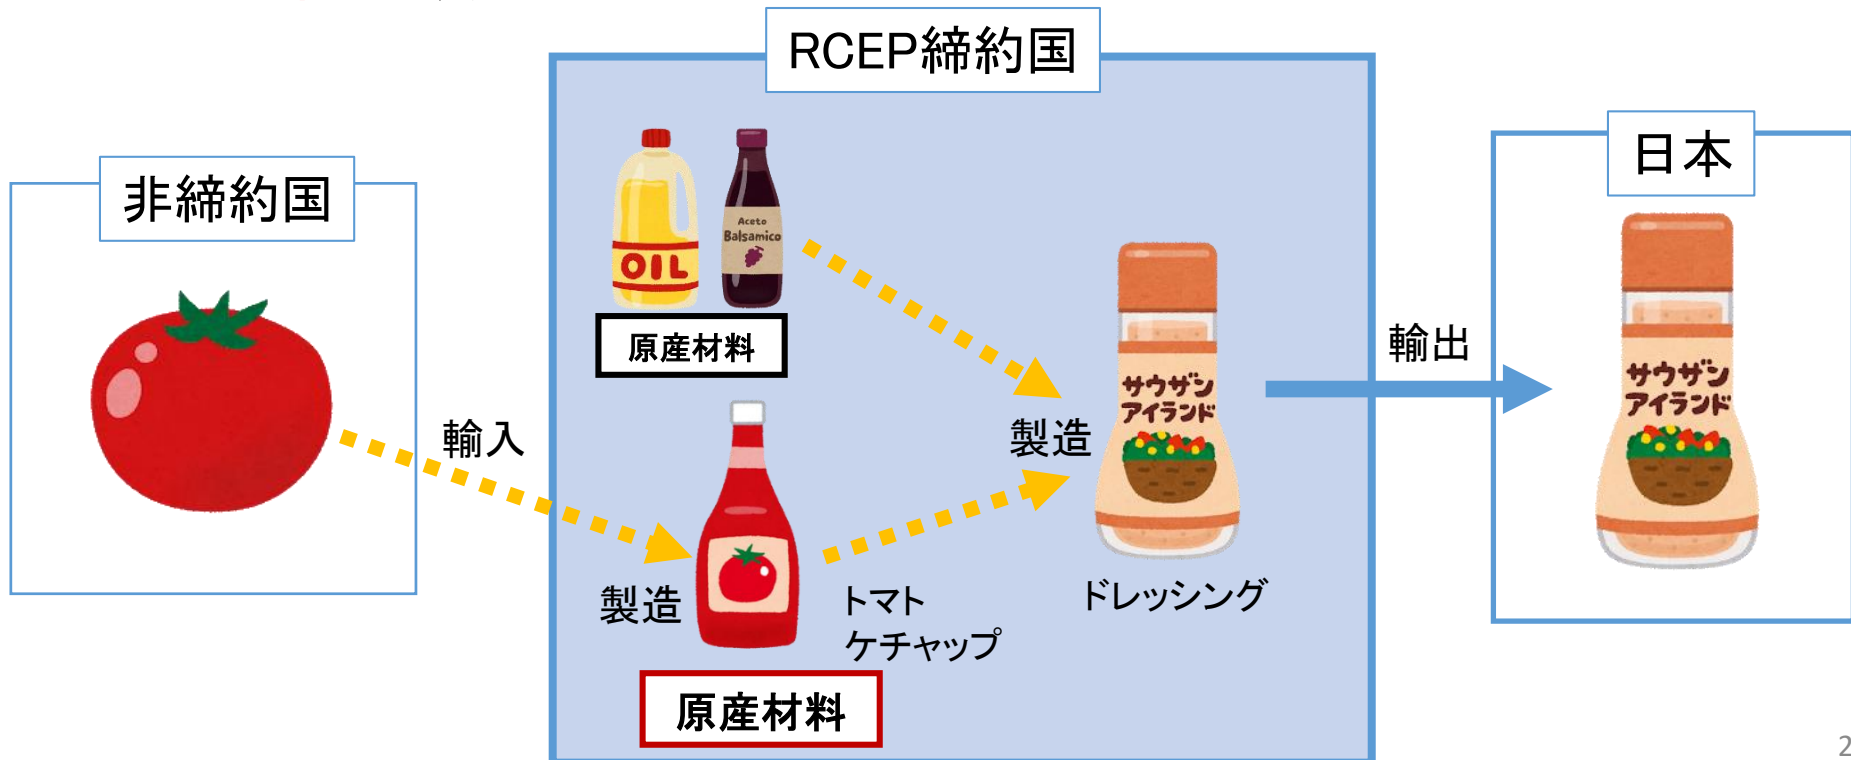 RCEP締約国
非締約国
日本
OIL
Aceto
Balsamico
原産材料
輸入
製造
トマト
ケチャップ
原産材料
製造
サウザン
アイランド
ドレッシング
輸出
サウザン
アイランド
2